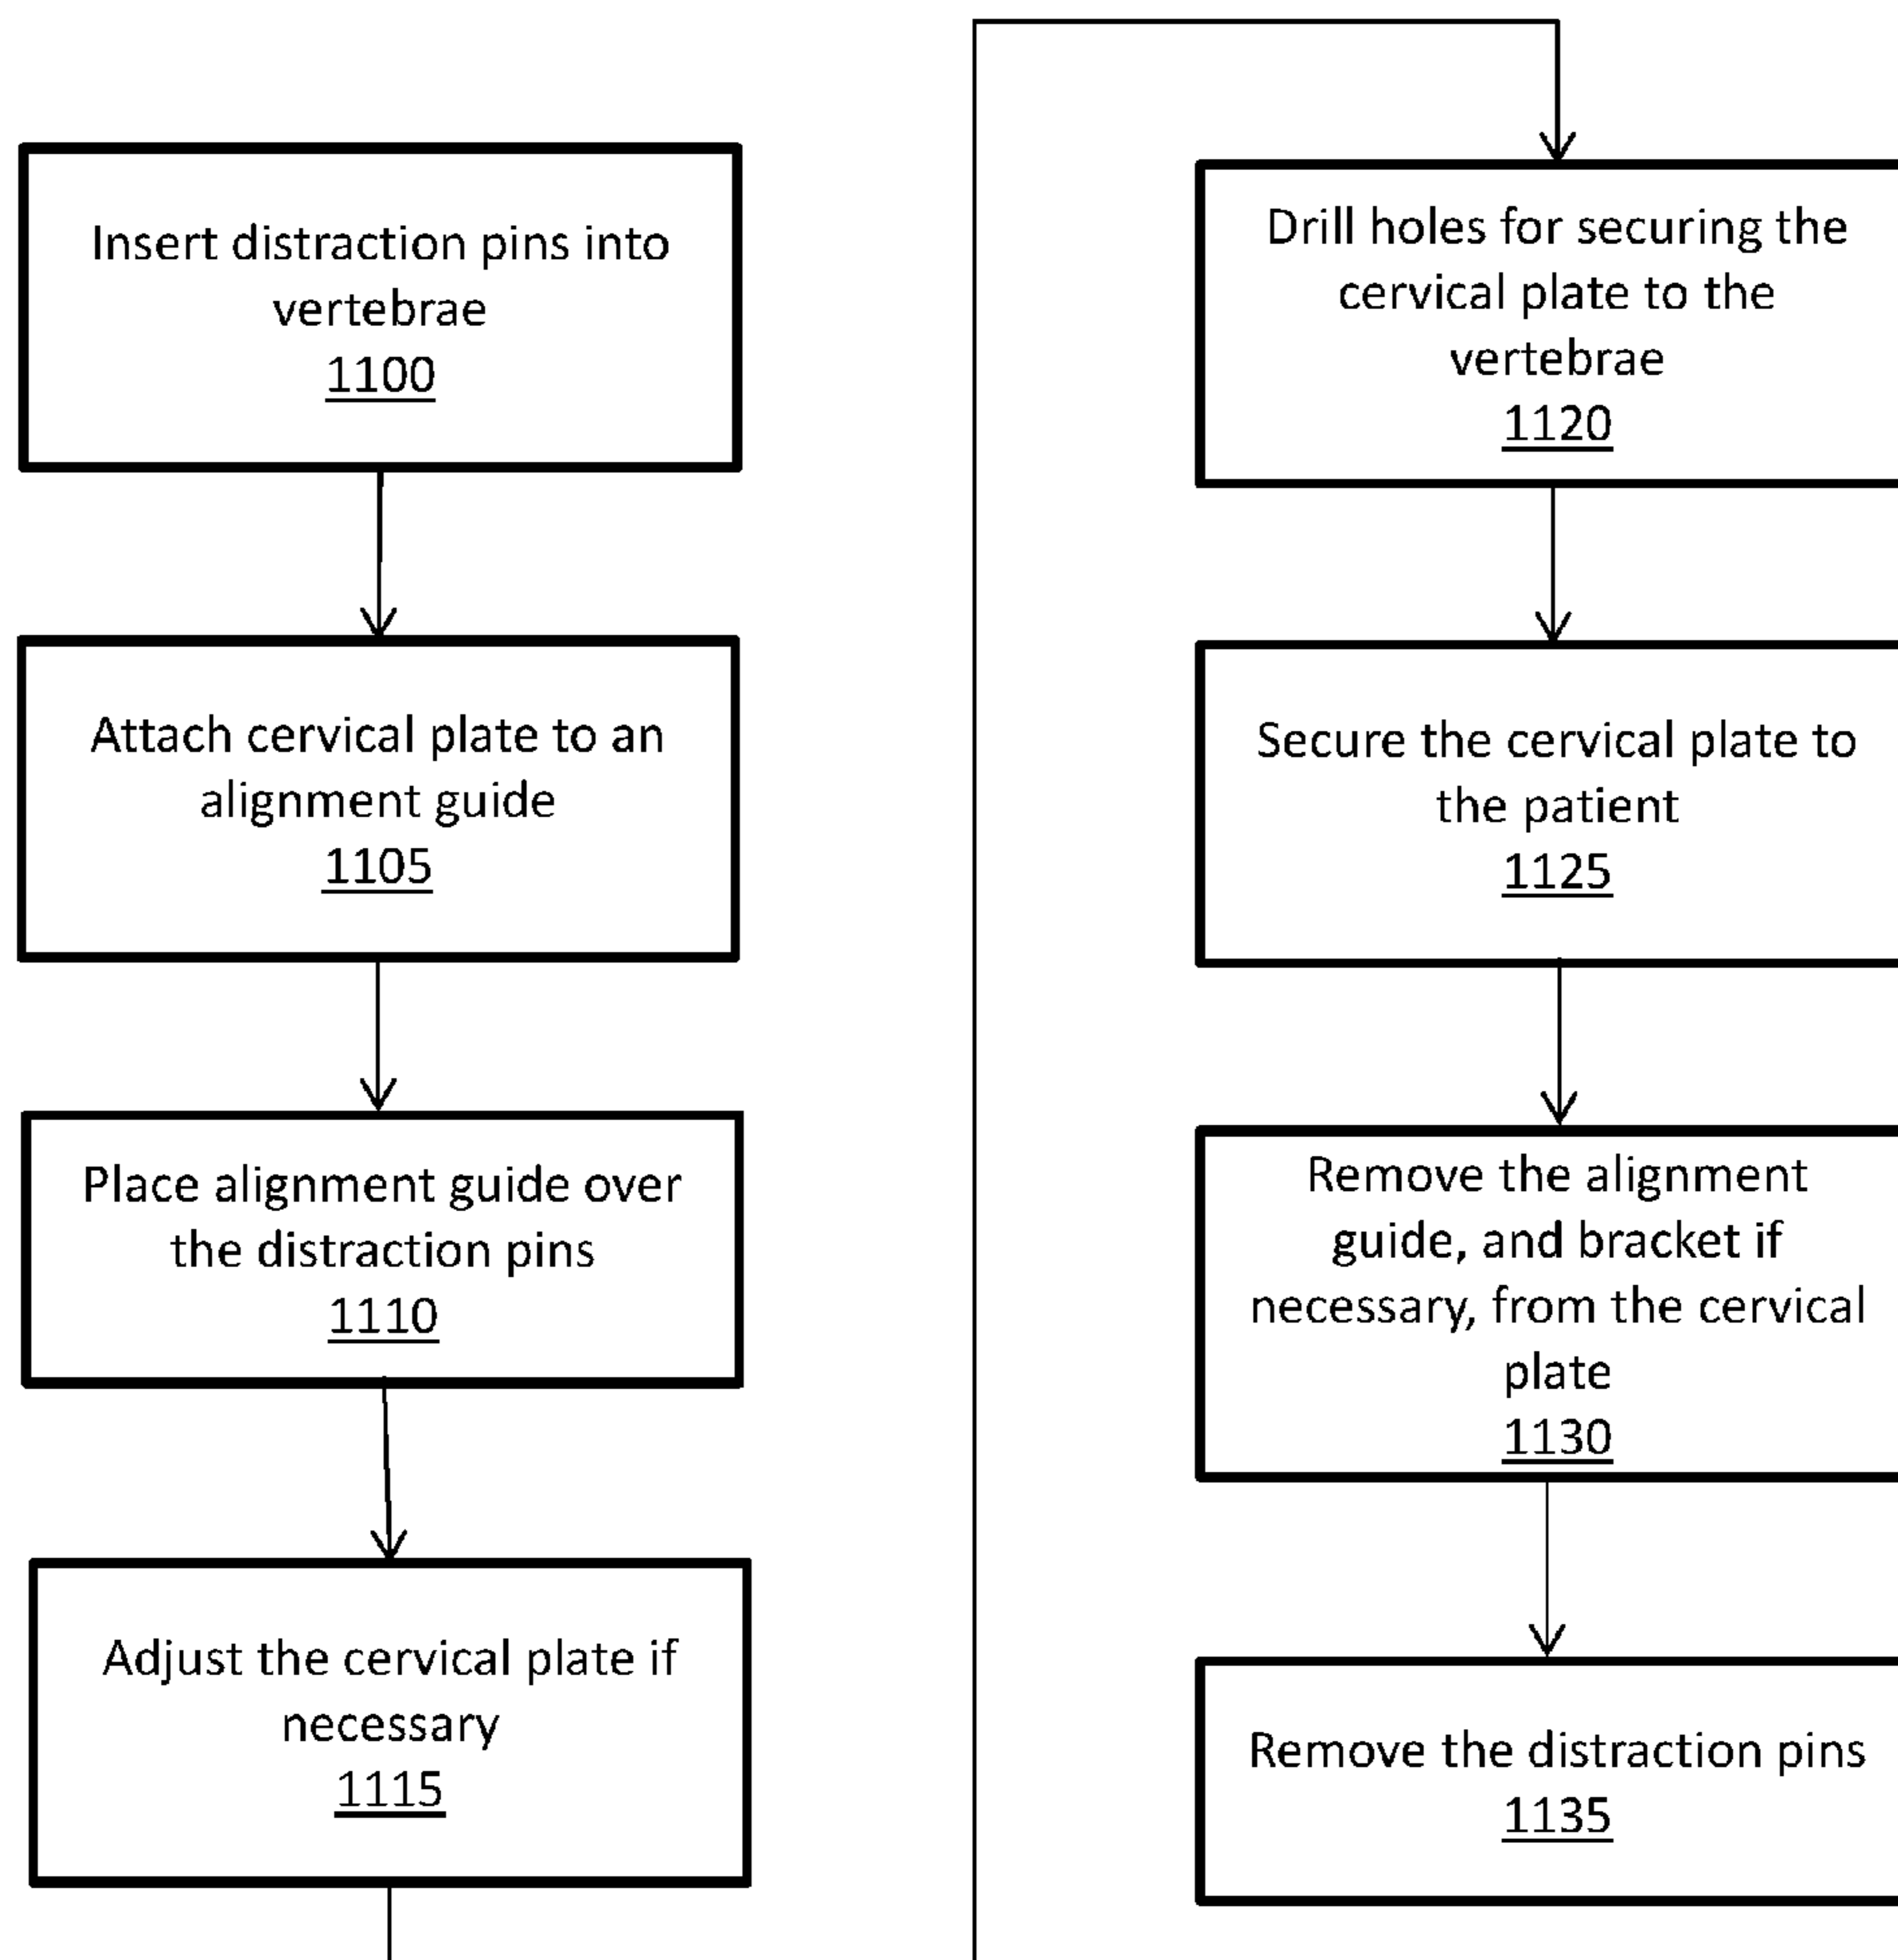 Insert distraction pins into
vertebrae
1100
Attach cervical plate to an
alignment guide
1105
Place alignment guide over
the distraction pins
1110
Adjust the cervical plate if
necessary
1115
Drill holes for securing the
cervical plate to the
vertebrae
1120
Secure the cervical plate to
the patient
1125
Remove the alignment
guide, and bracket if
necessary, from the cervical
plate
1130
Remove the distraction pins
1135